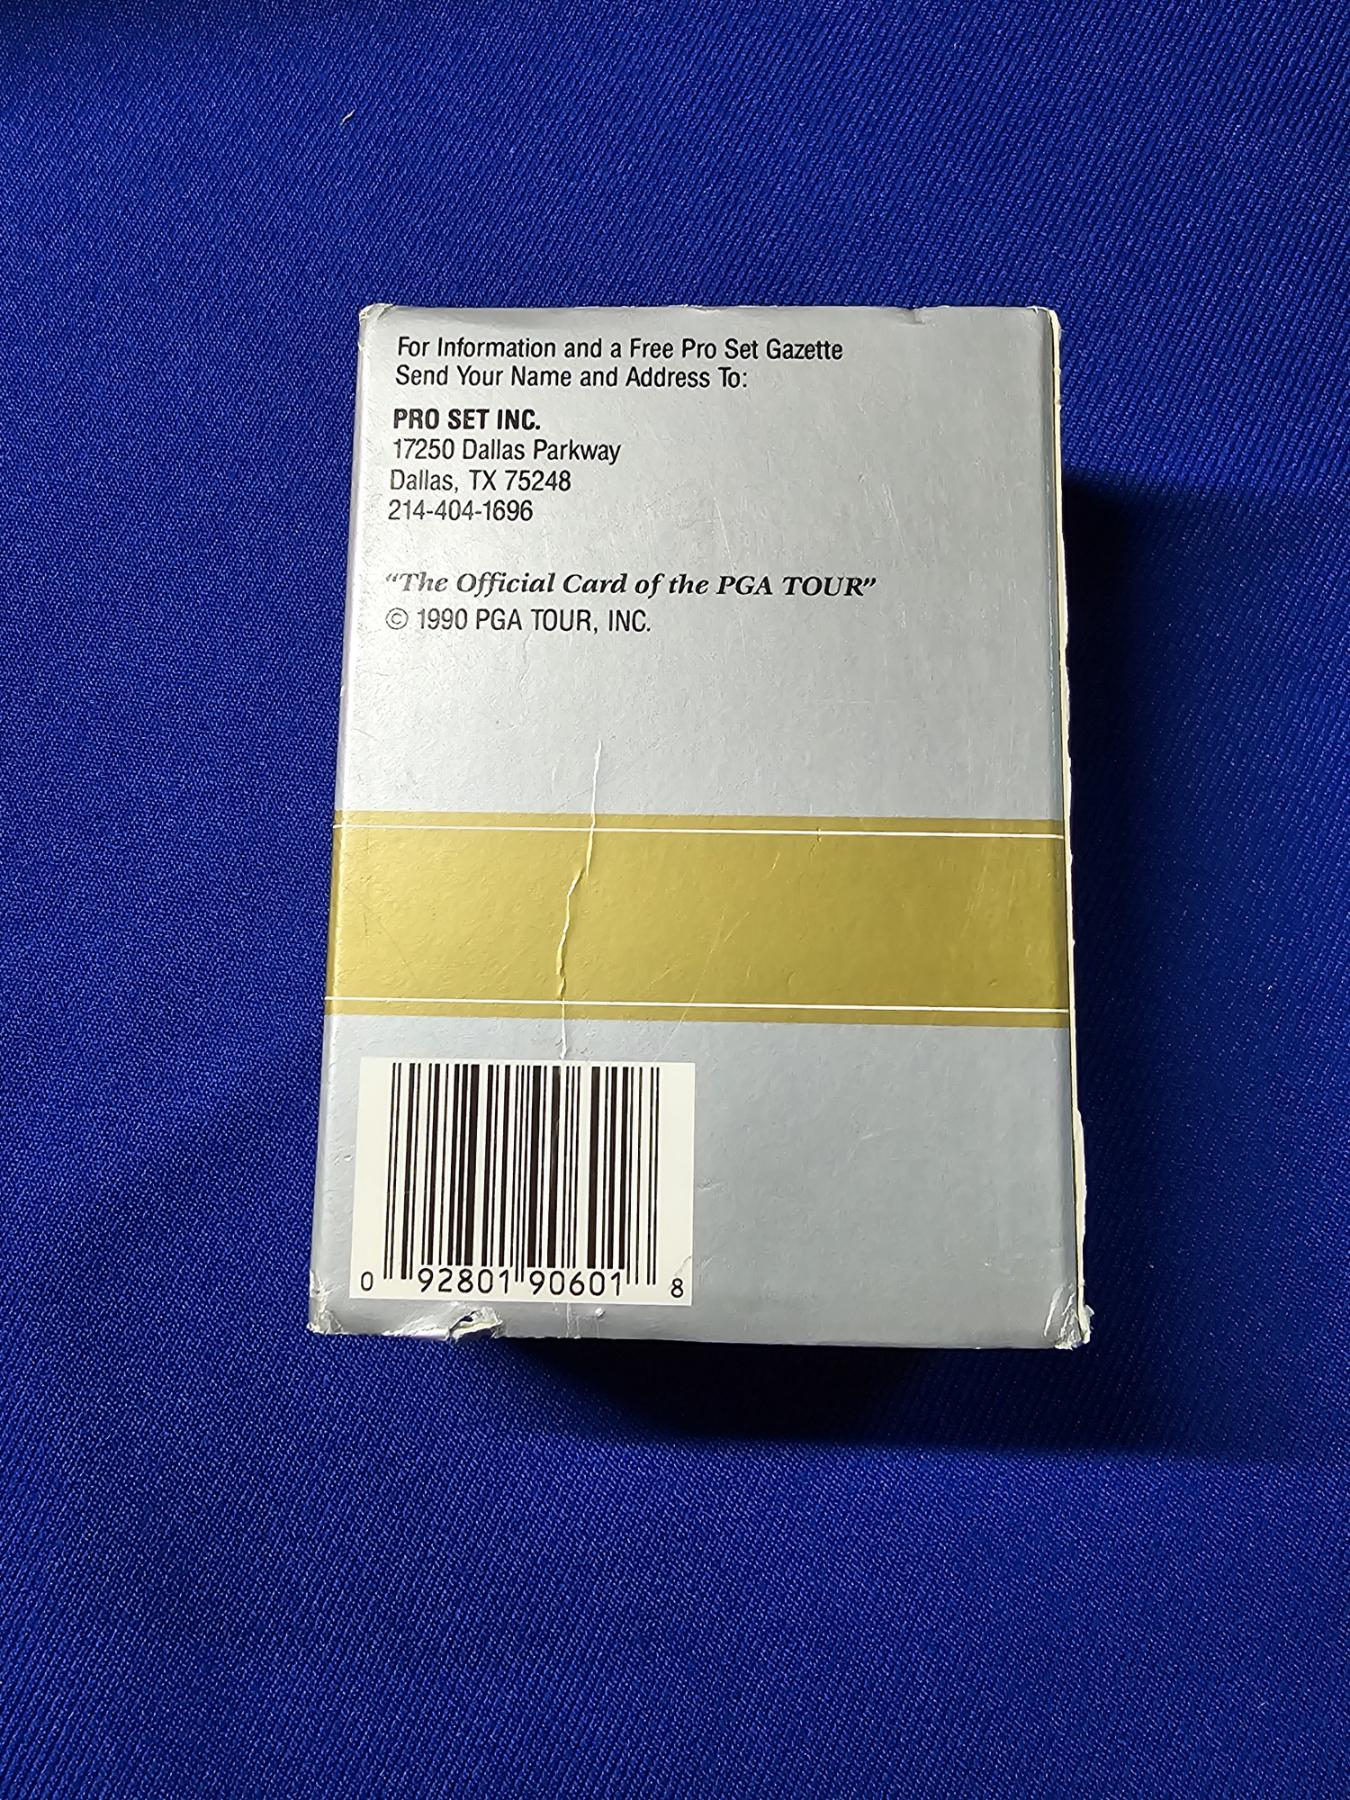 For Information and a Free Pro Set Gazette
Send Your Name and Address To:
PRO SET INC.
17250 Dallas Parkway
Dallas, TX 75248
214-404-1696
“The Official Card of the PGA TOUR”
© 1990 PGA TOUR, INC.
0 92801 90601 8